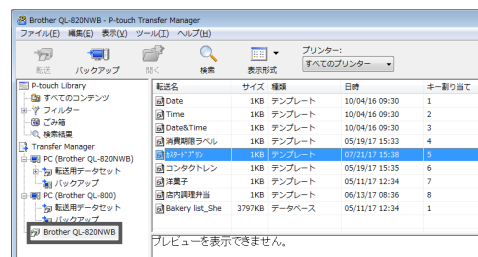 Brother QL-820NWB - P-touch Transfer Manager
ファイル(F) 編集(E) 表示(V) ツール(T) ヘルプ(H)
プリンター:
すべてのプリンター
転送 バックアップ 開く 検索 表示形式
P-touch Library
すべてのコンテンツ
フィルター
ごみ箱
検索結果
Transfer Manager
PC (Brother QL-820NWB)
転送用データセット
バックアップ
PC (Brother QL-800)
転送用データセット
バックアップ
Brother QL-820NWB
転送名 サイズ 種類 日時 キー割り当て
Date 1KB テンプレート 10/04/16 09:30 1
Time 1KB テンプレート 10/04/16 09:30 2
Date&Time 1KB テンプレート 10/04/16 09:30 3
消費期限ラベル 1KB テンプレート 05/19/17 15:33 4
ｶｽﾀｰﾄﾞﾌﾟﾘﾝ 1KB テンプレート 07/21/17 15:38 5
コンタクトレン 1KB テンプレート 05/19/17 15:35 6
洋菓子 1KB テンプレート 05/11/17 12:34 7
店内調理弁当 1KB テンプレート 06/13/17 08:36 8
Bakery list_She 3797KB データベース 05/11/17 12:34 1
プレビューを表示できません。